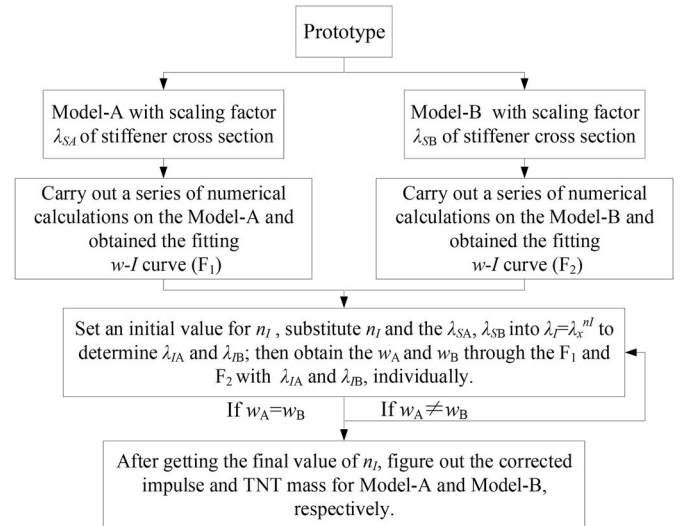 Prototype
Model-A with scaling factor
λSA of stiffener cross section
Model-B with scaling factor
λSB of stiffener cross section
Carry out a series of numerical
calculations on the Model-A and
obtained the fitting
w-I curve (F₁)
Carry out a series of numerical
calculations on the Model-B and
obtained the fitting
w-I curve (F₂)
Set an initial value for nI , substitute nI and the λSA, λSB into λI=λx^nI to
determine λIA and λIB; then obtain the wA and wB through the F₁ and
F₂ with λIA and λIB, individually.
If wA=wB
If wA≠wB
After getting the final value of nI, figure out the corrected
impulse and TNT mass for Model-A and Model-B,
respectively.